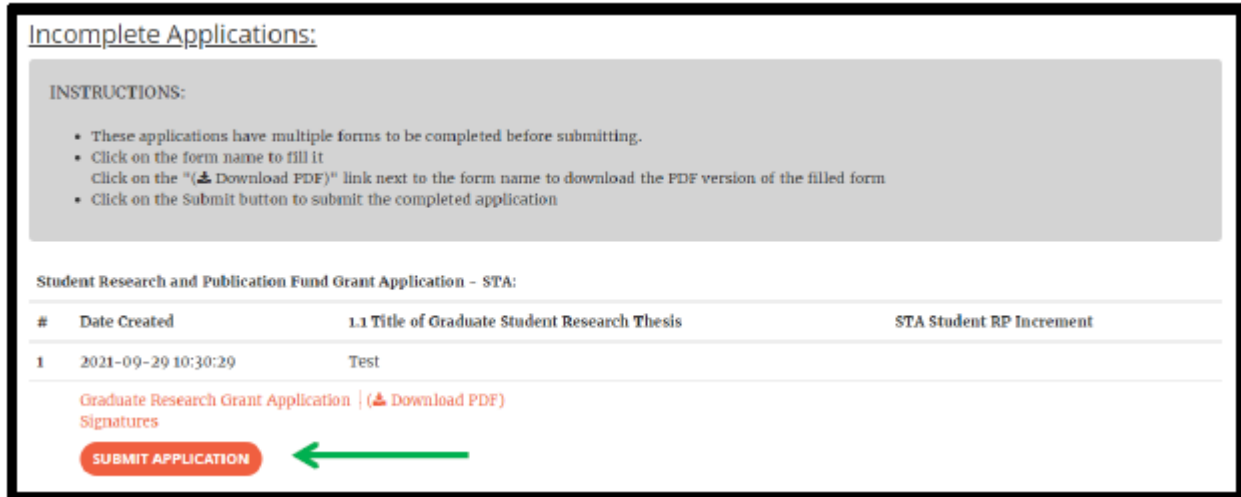 Incomplete Applications:
INSTRUCTIONS:
• These applications have multiple forms to be completed before submitting.
• Click on the form name to fill it
Click on the "( Download PDF)" link next to the form name to download the PDF version of the filled form
• Click on the Submit button to submit the completed application
Student Research and Publication Fund Grant Application - STA:
# Date Created 1.1 Title of Graduate Student Research Thesis STA Student RP Increment
1 2021-09-29 10:30:29 Test
Graduate Research Grant Application | ( Download PDF)
Signatures
SUBMIT APPLICATION